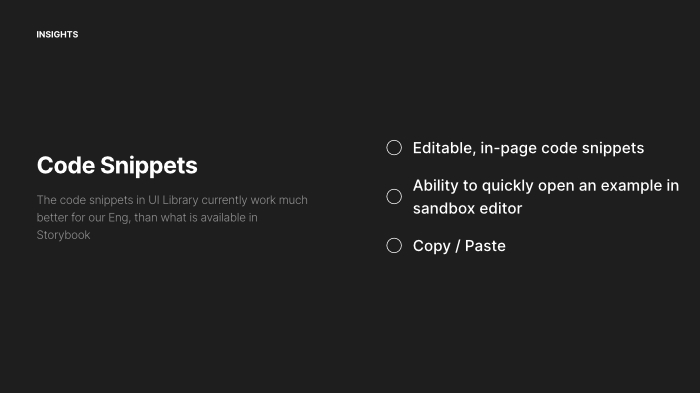 INSIGHTS
Code Snippets
The code snippets in UI Library currently work much
better for our Eng, than what is available in
Storybook
Editable, in-page code snippets
Ability to quickly open an example in
sandbox editor
Copy / Paste